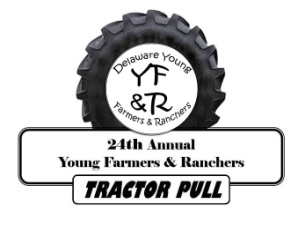 Delaware Young
YF
&R
Farmers & Ranchers
24th Annual
Young Farmers & Ranchers
TRACTOR PULL